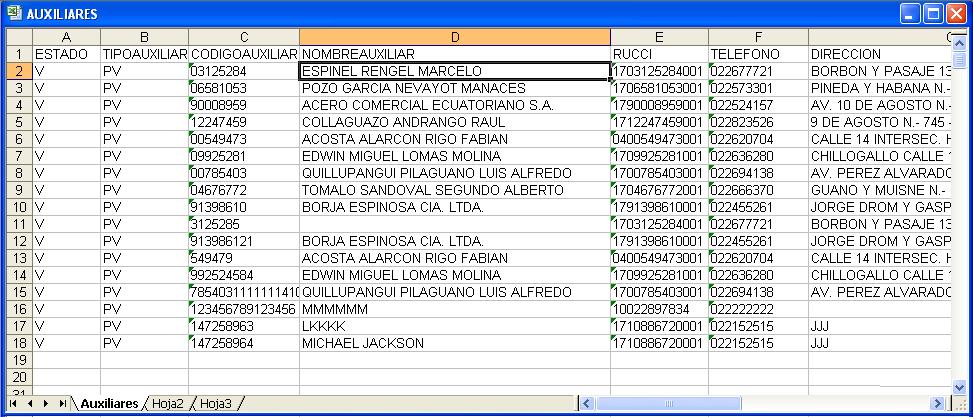 AUXILIARES
A B C D E F G
1 ESTADO TIPOAUXILIAR CODIGOAUXILIAR NOMBREAUXILIAR RUCCI TELEFONO DIRECCION
2 V PV 03125284 ESPINEL RENGEL MARCELO 1703125284001 022677721 BORBON Y PASAJE 13
3 V PV 06581053 POZO GARCIA NEVAYOT MANACES 1706581053001 022573301 PINEDA Y HABANA N.-
4 V PV 90008959 ACERO COMERCIAL ECUATORIANO S.A. 1790008959001 022524157 AV. 10 DE AGOSTO N.-
5 V PV 12247459 COLLAGUAZO ANDRANGO RAUL 1712247459001 022823526 9 DE AGOSTO N.- 745 -
6 V PV 00549473 ACOSTA ALARCON RIGO FABIAN 0400549473001 022620704 CALLE 14 INTERSEC. H
7 V PV 09925281 EDWIN MIGUEL LOMAS MOLINA 1709925281001 022636280 CHILLOGALLO CALLE
8 V PV 00785403 QUILLUPANGUI PILAGUANO LUIS ALFREDO 1700785403001 022694138 AV. PEREZ ALVARADO
9 V PV 04676772 TOMALO SANDOVAL SEGUNDO ALBERTO 1704676772001 022666370 GUANO Y MUISNE N.-
10 V PV 91398610 BORJA ESPINOSA CIA. LTDA. 1791398610001 022455261 JORGE DROM Y GASP
11 V PV 3125285 1703125284001 022677721 BORBON Y PASAJE 13
12 V PV 913986121 BORJA ESPINOSA CIA. LTDA. 1791398610001 022455261 JORGE DROM Y GASP
13 V PV 549479 ACOSTA ALARCON RIGO FABIAN 0400549473001 022620704 CALLE 14 INTERSEC. H
14 V PV 992524584 EDWIN MIGUEL LOMAS MOLINA 1709925281001 022636280 CHILLOGALLO CALLE
15 V PV QUILLUPANGUI PILAGUANO LUIS ALFREDO 1700785403001 022694138 AV. PEREZ ALVARADO
16 V PV 123456789123456 MMMMMM 10022897834 022222222
17 V PV 147258963 LKKKK 1710886720001 022152515 JJJ
18 V PV 147258964 MICHAEL JACKSON 1710886720001 022152515 JJJ
19
20
21
Auxiliares Hoja2 Hoja3